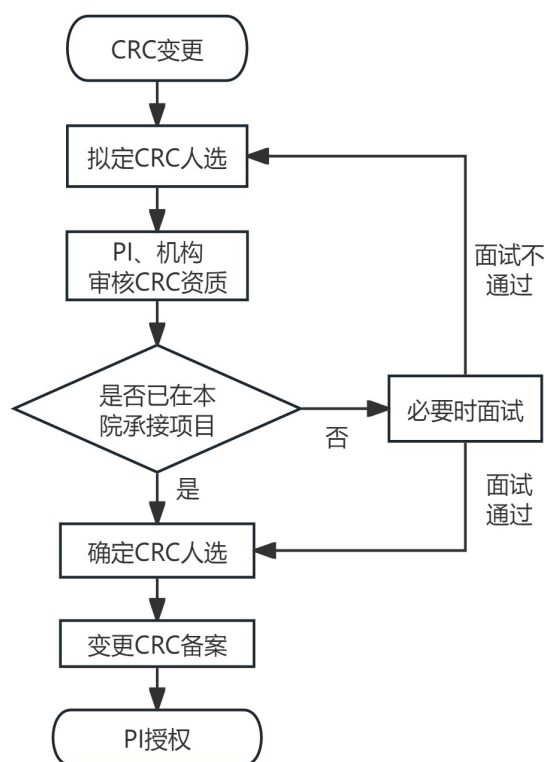 CRC变更
拟定CRC人选
PI、机构
审核CRC资质
面试不
通过
是否已在本
院承接项目
必要时面试
否
是
面试
通过
确定CRC人选
变更CRC备案
PI授权